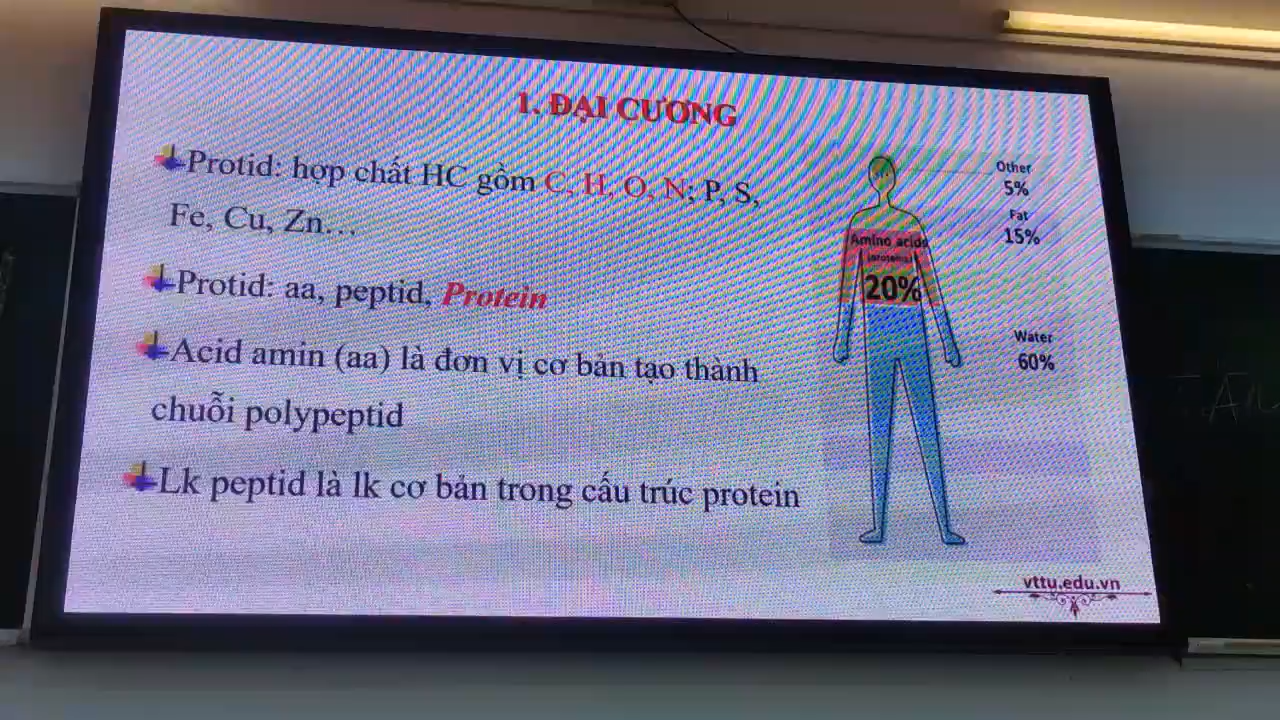 1. ĐẠI CƯƠNG
Protid: hợp chất HC gồm C, H, O, N; P, S,
Fe, Cu, Zn…
Protid: aa, peptid, Protein
Acid amin (aa) là đơn vị cơ bản tạo thành
chuỗi polypeptid
Lk peptid là lk cơ bản trong cấu trúc protein
Other
5%
Fat
15%
Amino acids
(proteins)
20%
Water
60%
vttu.edu.vn